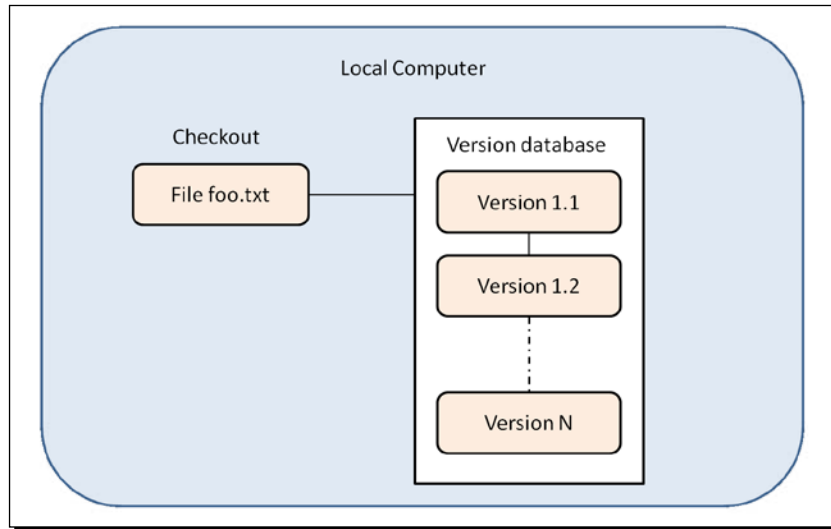 Local Computer
Checkout
File foo.txt
Version database
Version 1.1
Version 1.2
Version N